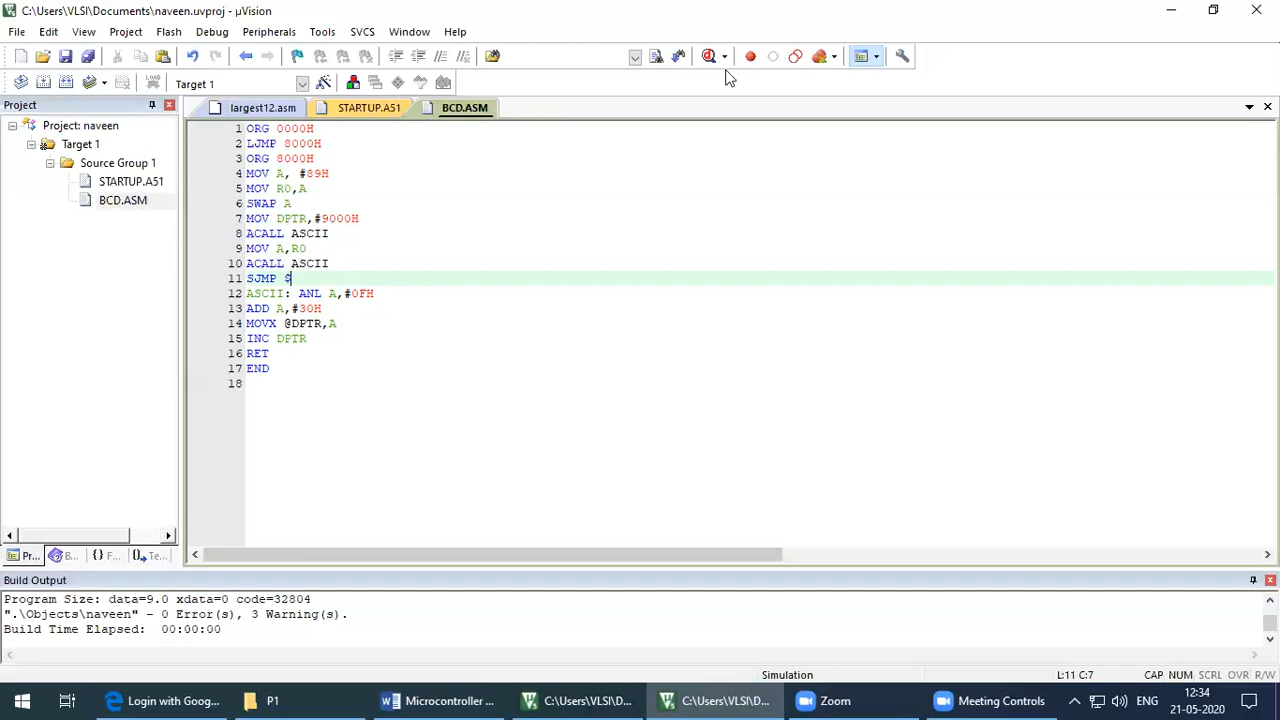 C:\Users\VLSI\Documents\naveen.uvproj - µVision
File Edit View Project Flash Debug Peripherals Tools SVCS Window Help
Target 1
Project
largest12.asm STARTUP.A51 BCD.ASM
Project: naveen
Target 1
Source Group 1
STARTUP.A51
BCD.ASM
1 ORG 0000H
2 LJMP 8000H
3 ORG 8000H
4 MOV A, #89H
5 MOV R0,A
6 SWAP A
7 MOV DPTR,#9000H
8 ACALL ASCII
9 MOV A,R0
10 ACALL ASCII
11 SJMP $
12 ASCII: ANL A,#0FH
13 ADD A,#30H
14 MOVX @DPTR,A
15 INC DPTR
16 RET
17 END
18
Pr... B... {} F... Te...
Build Output
Program Size: data=9.0 xdata=0 code=32804
".\Objects\naveen" - 0 Error(s), 3 Warning(s).
Build Time Elapsed: 00:00:00
Simulation L:11 C:7 CAP NUM SCRL OVR R/W
Login with Goog... P1 Microcontroller ... C:\Users\VLSI\D... C:\Users\VLSI\D... Zoom Meeting Controls ENG 12:34
21-05-2020